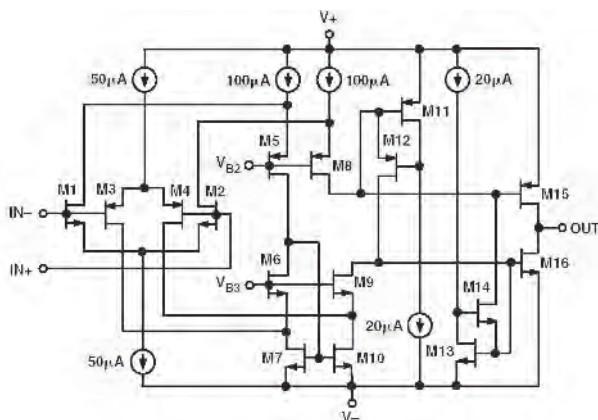 V+
50µA
100µA
100µA
20µA
M11
M12
M5
M8
VB2
M1
M3
M4
M2
M15
IN−
OUT
IN+
M6
M9
M16
VB3
M14
20µA
50µA
M7
M10
M13
V−